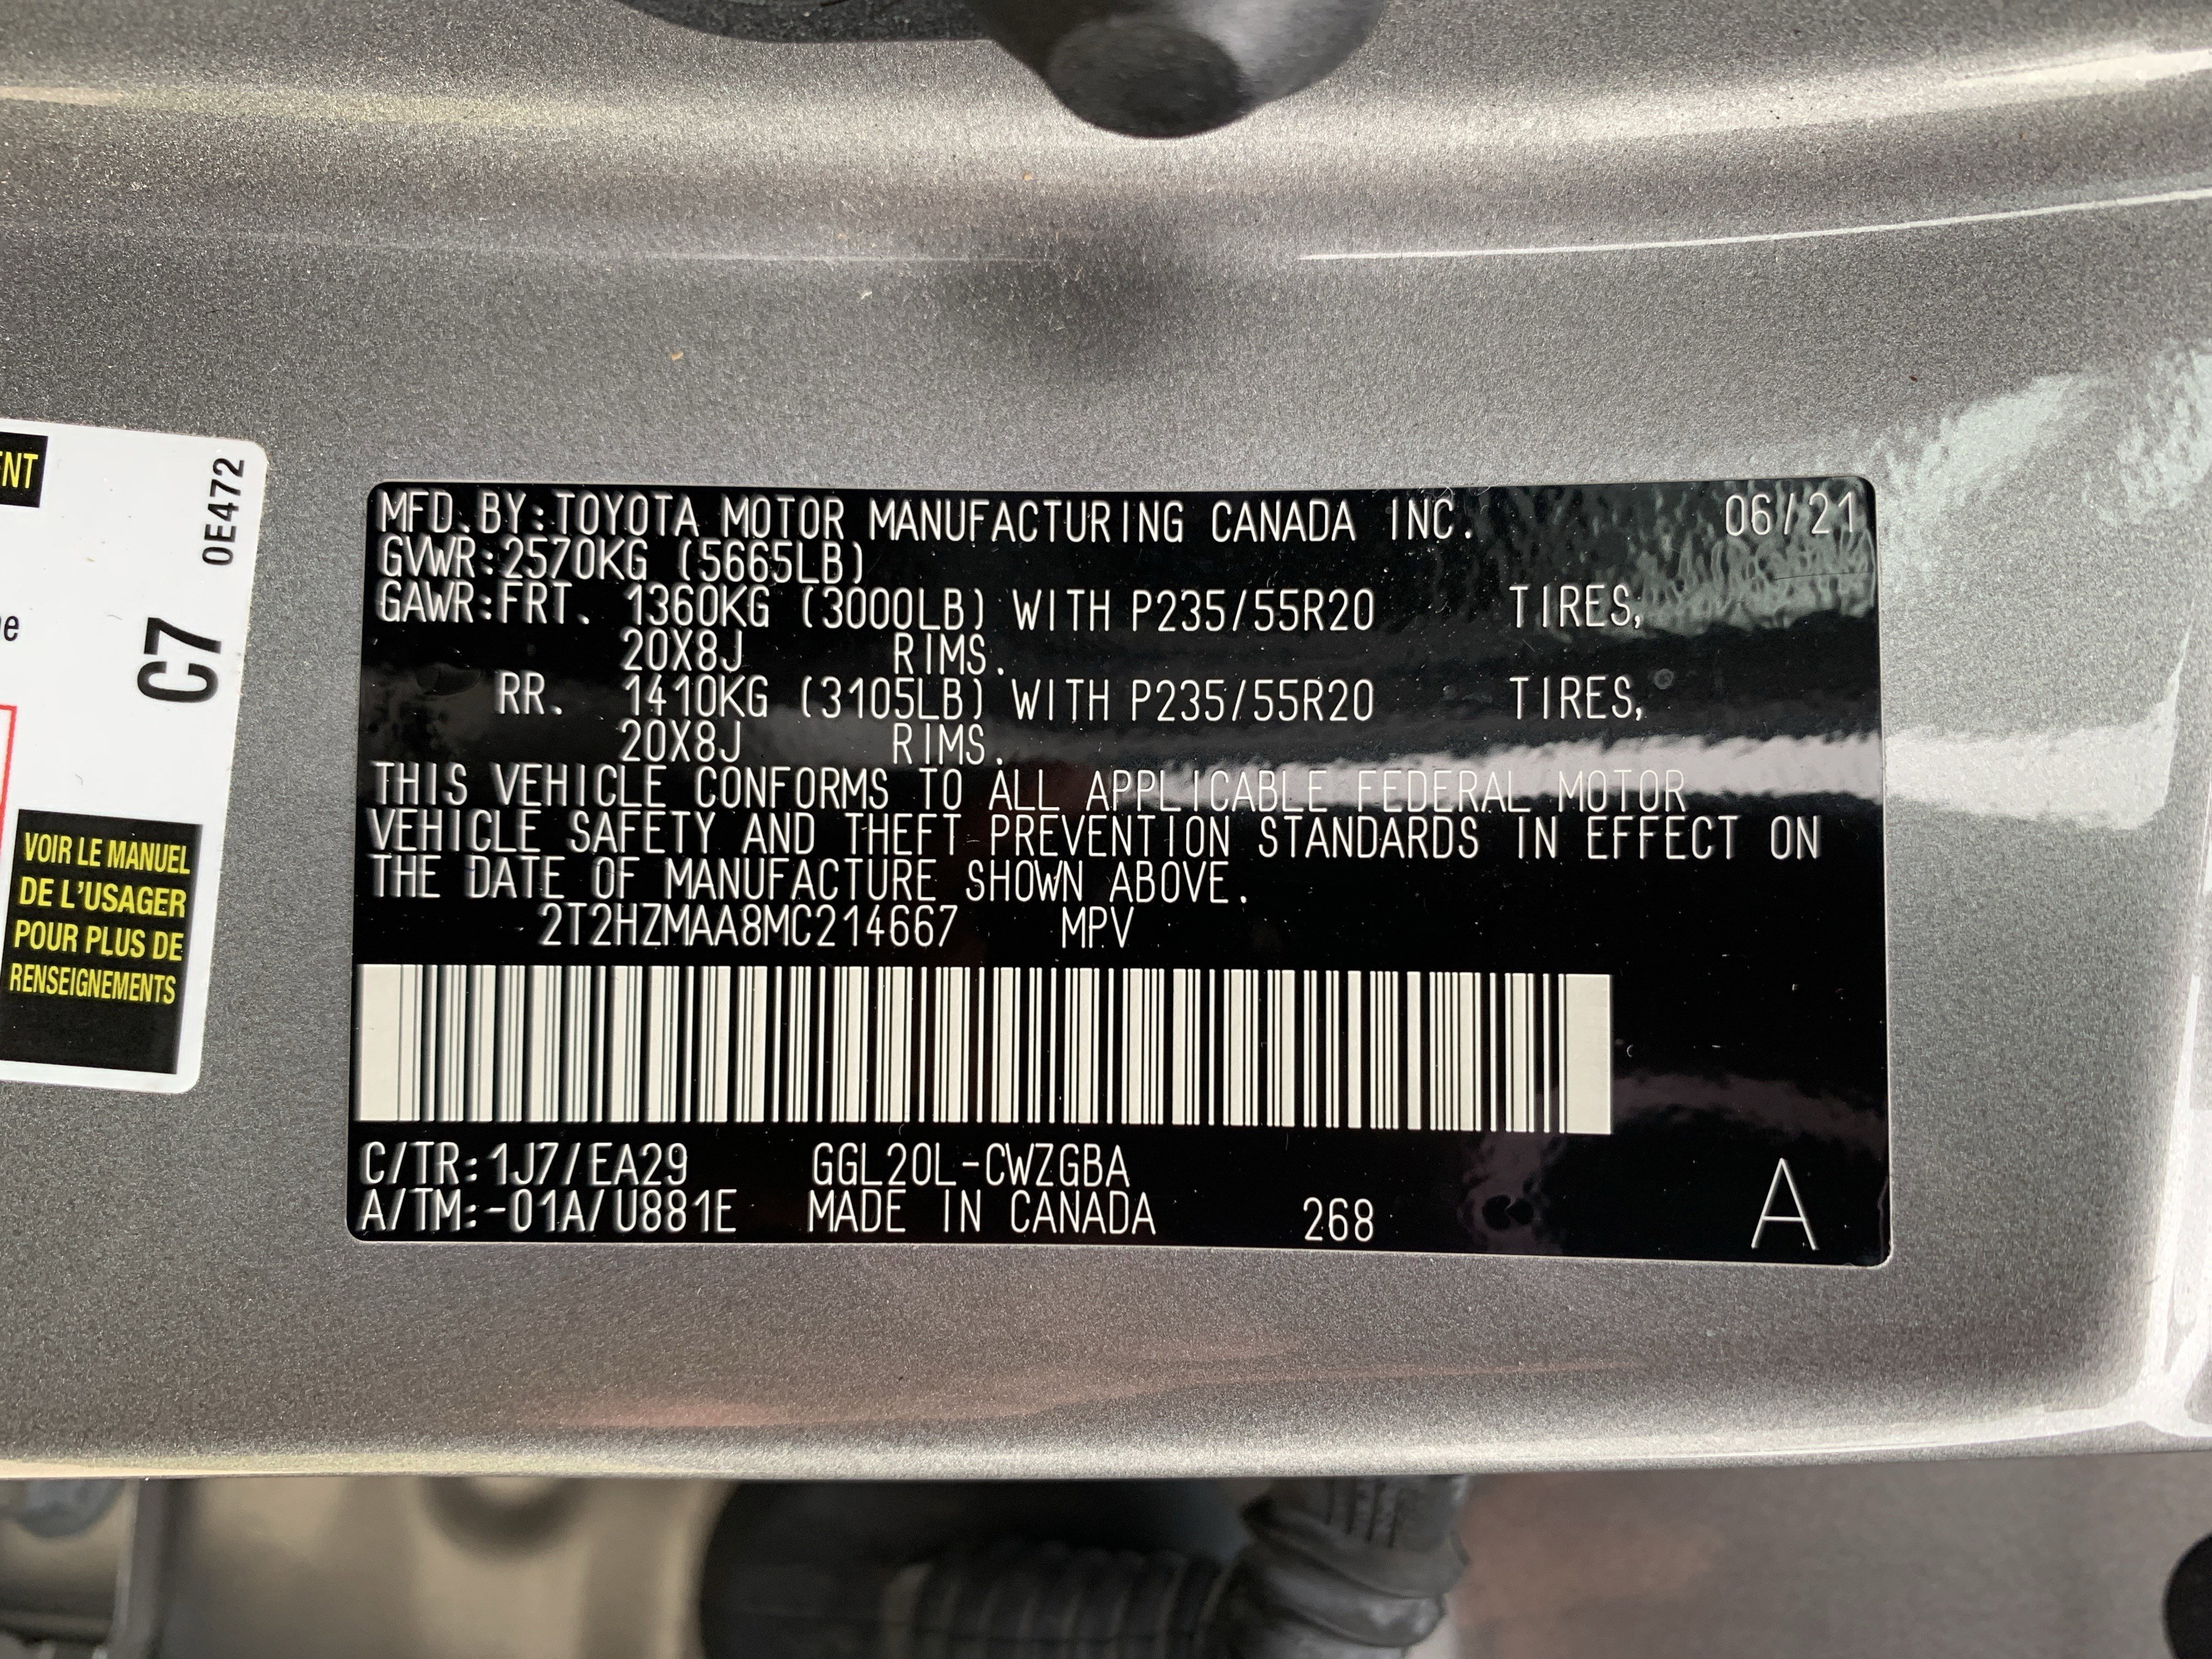 ENT
0E472
C7
e
VOIR LE MANUEL
DE L'USAGER
POUR PLUS DE
RENSEIGNEMENTS
MFD.BY:TOYOTA MOTOR MANUFACTURING CANADA INC. 06/21
GVWR:2570KG (5665LB)
GAWR:FRT. 1360KG (3000LB) WITH P235/55R20 TIRES,
20X8J RIMS.
RR. 1410KG (3105LB) WITH P235/55R20 TIRES,
20X8J RIMS.
THIS VEHICLE CONFORMS TO ALL APPLICABLE FEDERAL MOTOR
VEHICLE SAFETY AND THEFT PREVENTION STANDARDS IN EFFECT ON
THE DATE OF MANUFACTURE SHOWN ABOVE.
2T2HZMAA8MC214667 MPV
C/TR:1J7/EA29 GGL20L-CWZGBA
A/TM:-01A/U881E MADE IN CANADA 268 A